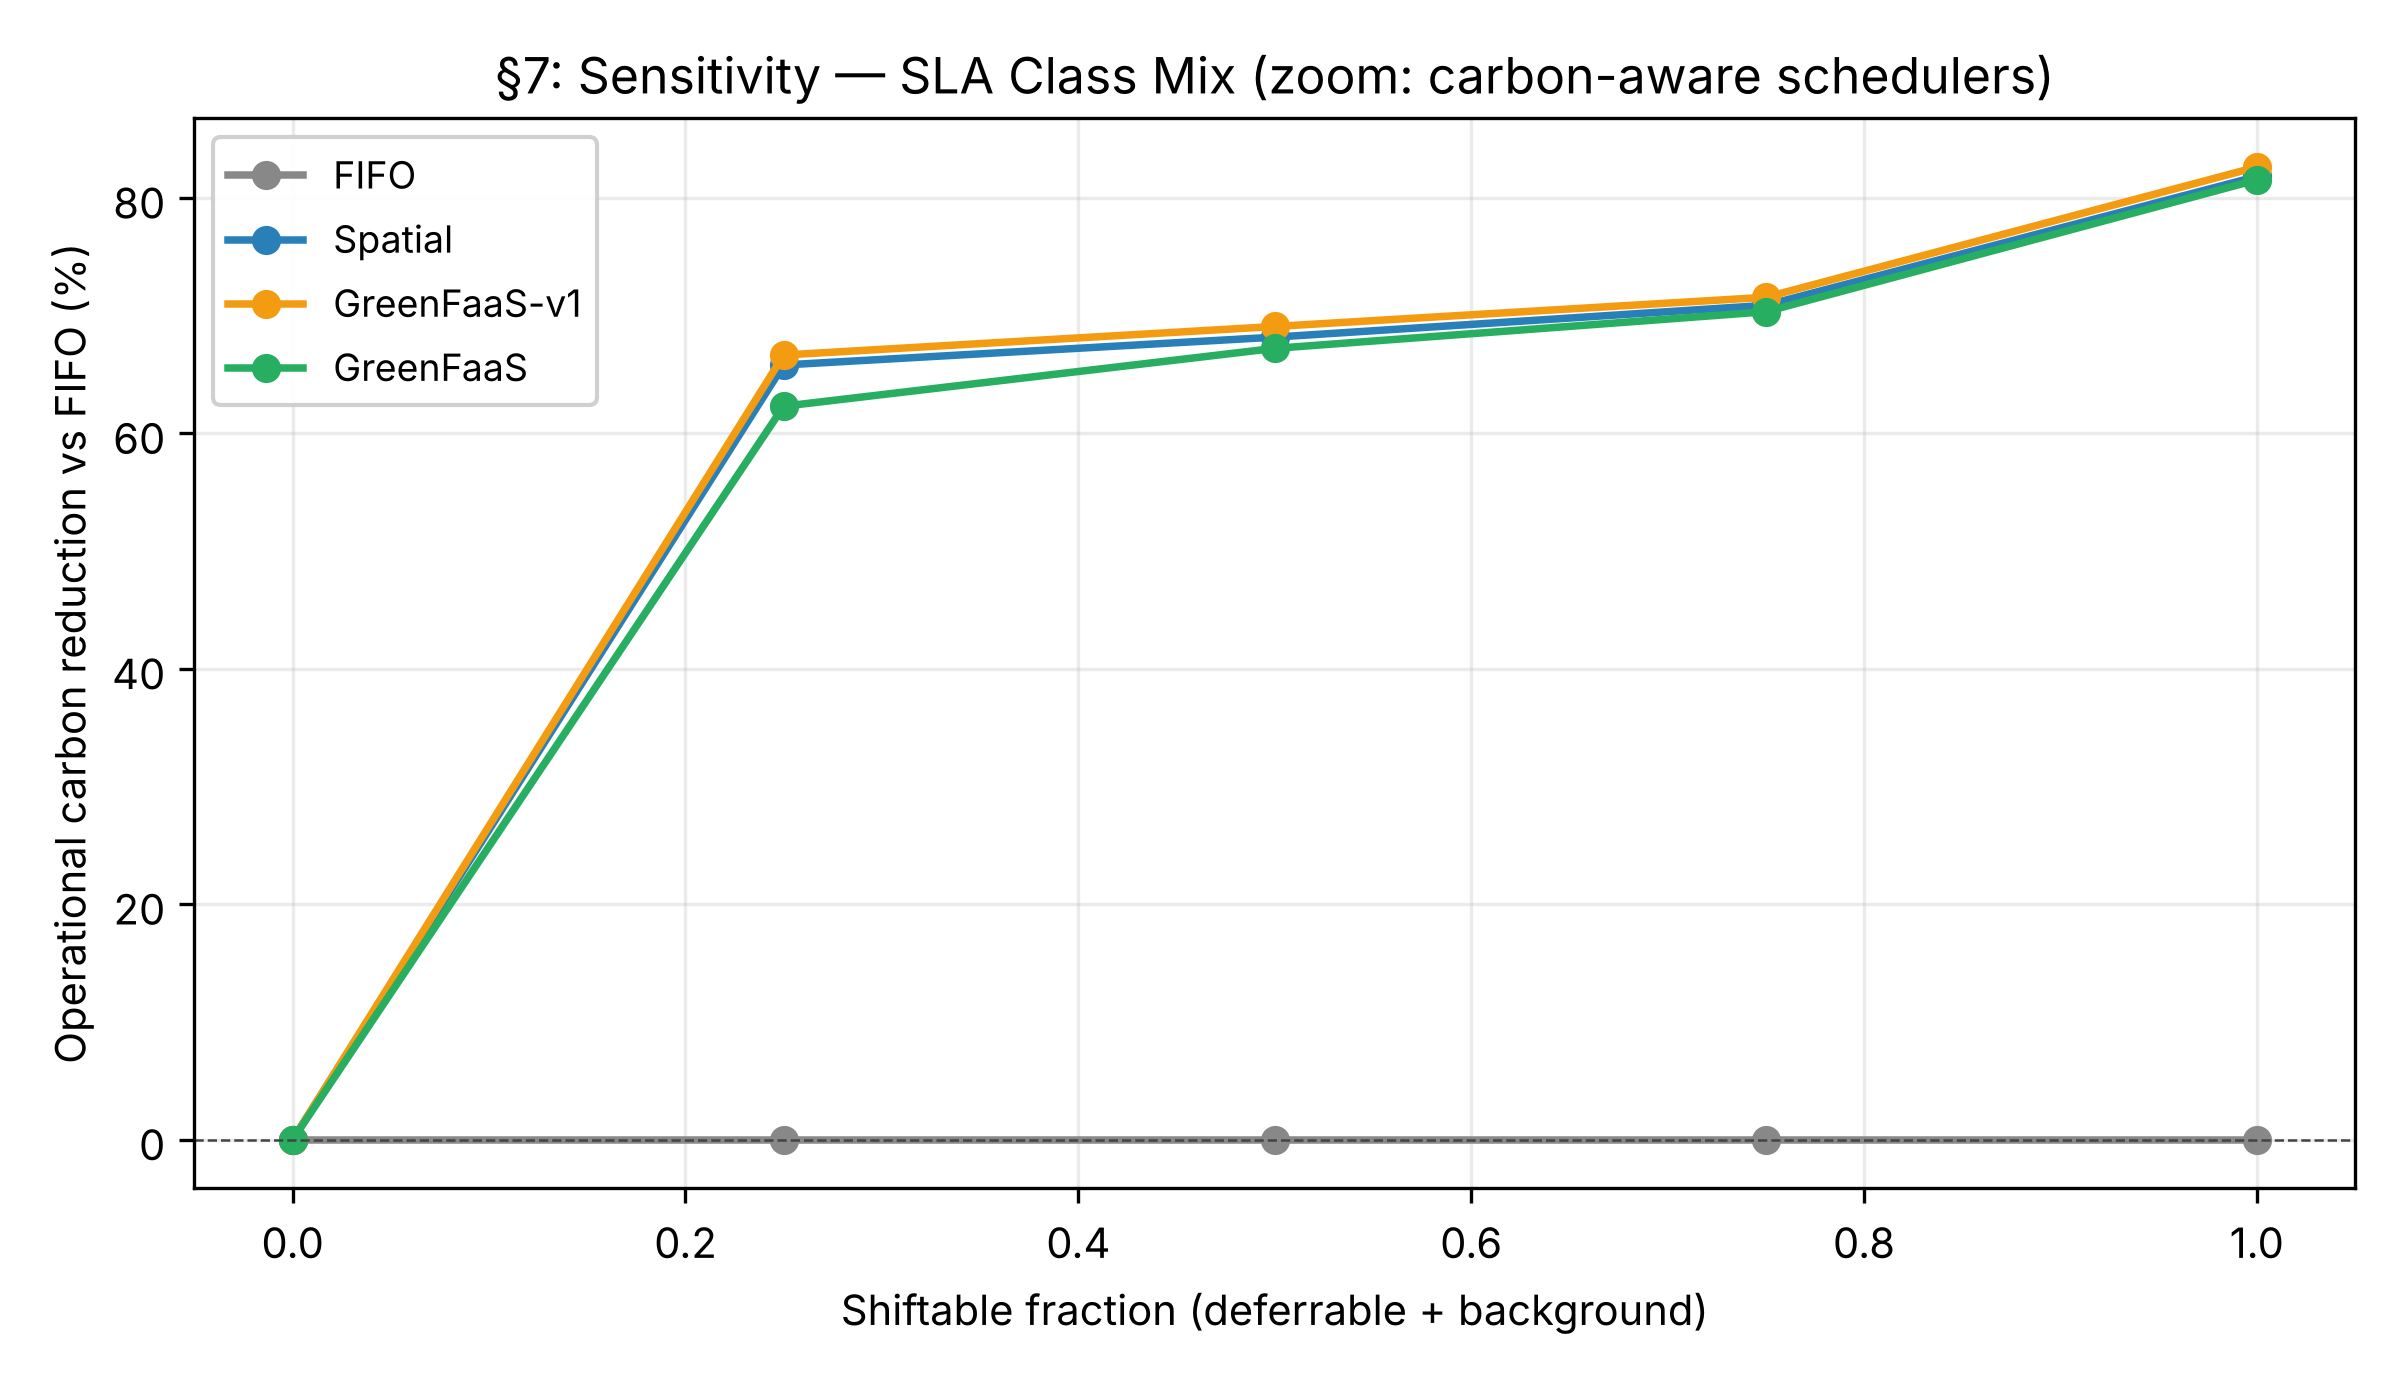 §7: Sensitivity — SLA Class Mix (zoom: carbon-aware schedulers)
FIFO
Spatial
GreenFaaS-v1
GreenFaaS
Operational carbon reduction vs FIFO (%)
80
60
40
20
0
0.0 0.2 0.4 0.6 0.8 1.0
Shiftable fraction (deferrable + background)